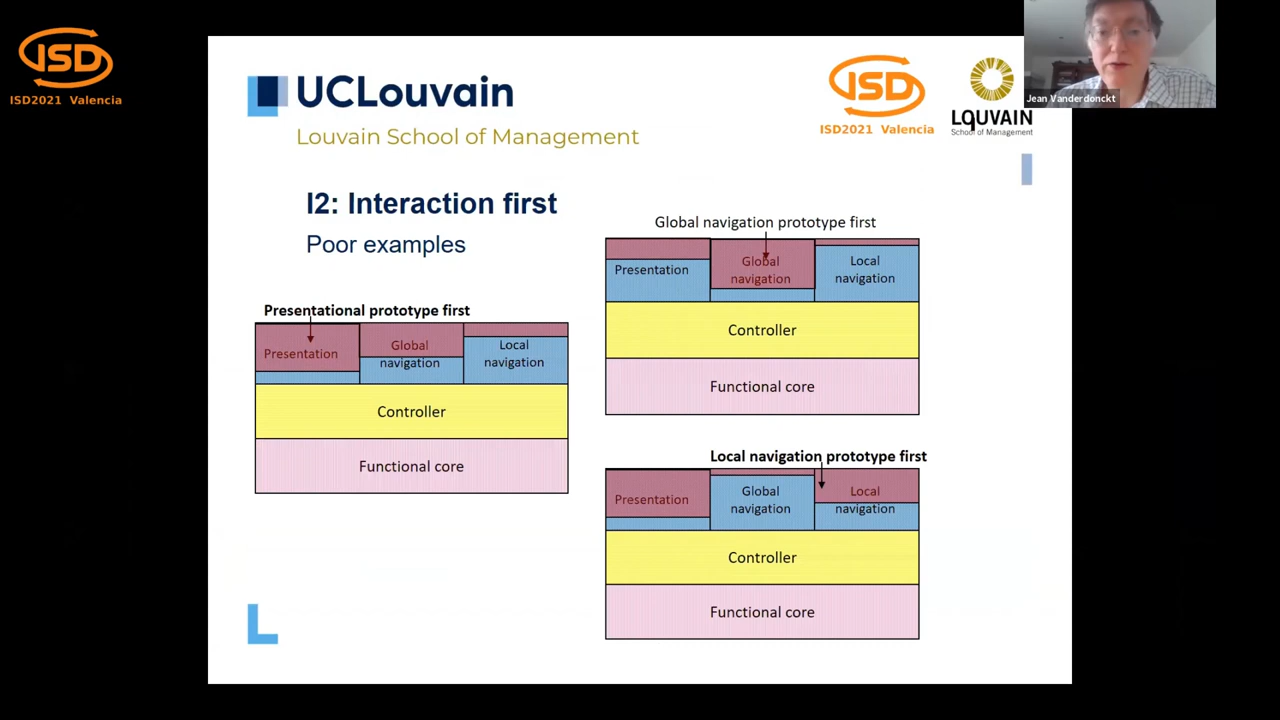 ISD
ISD2021 Valencia
UCLouvain
Louvain School of Management
ISD
ISD2021 Valencia
LOUVAIN
School of Management
Jean Vanderdonckt
I2: Interaction first
Poor examples
Presentational prototype first
Presentation
Global
navigation
Local
navigation
Controller
Functional core
Global navigation prototype first
Presentation
Global
navigation
Local
navigation
Controller
Functional core
Local navigation prototype first
Presentation
Global
navigation
Local
navigation
Controller
Functional core